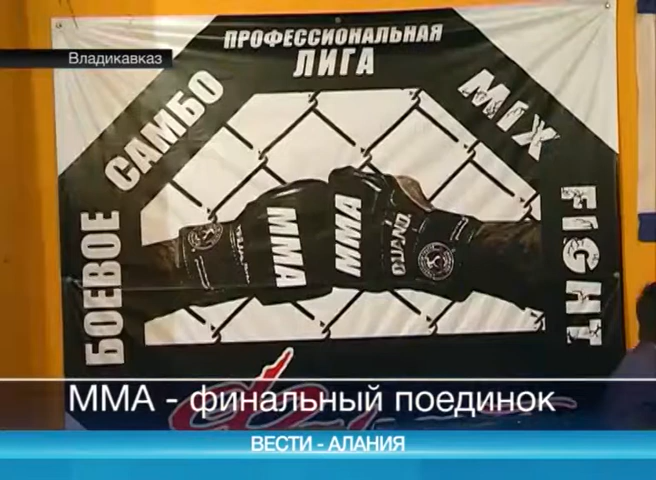 Владикавказ
ПРОФЕССИОНАЛЬНАЯ
ЛИГА
БОЕВОЕ
САМБО
MIX
FIGHT
MMA
MMA
ММА - финальный поединок
ВЕСТИ - АЛАНИЯ